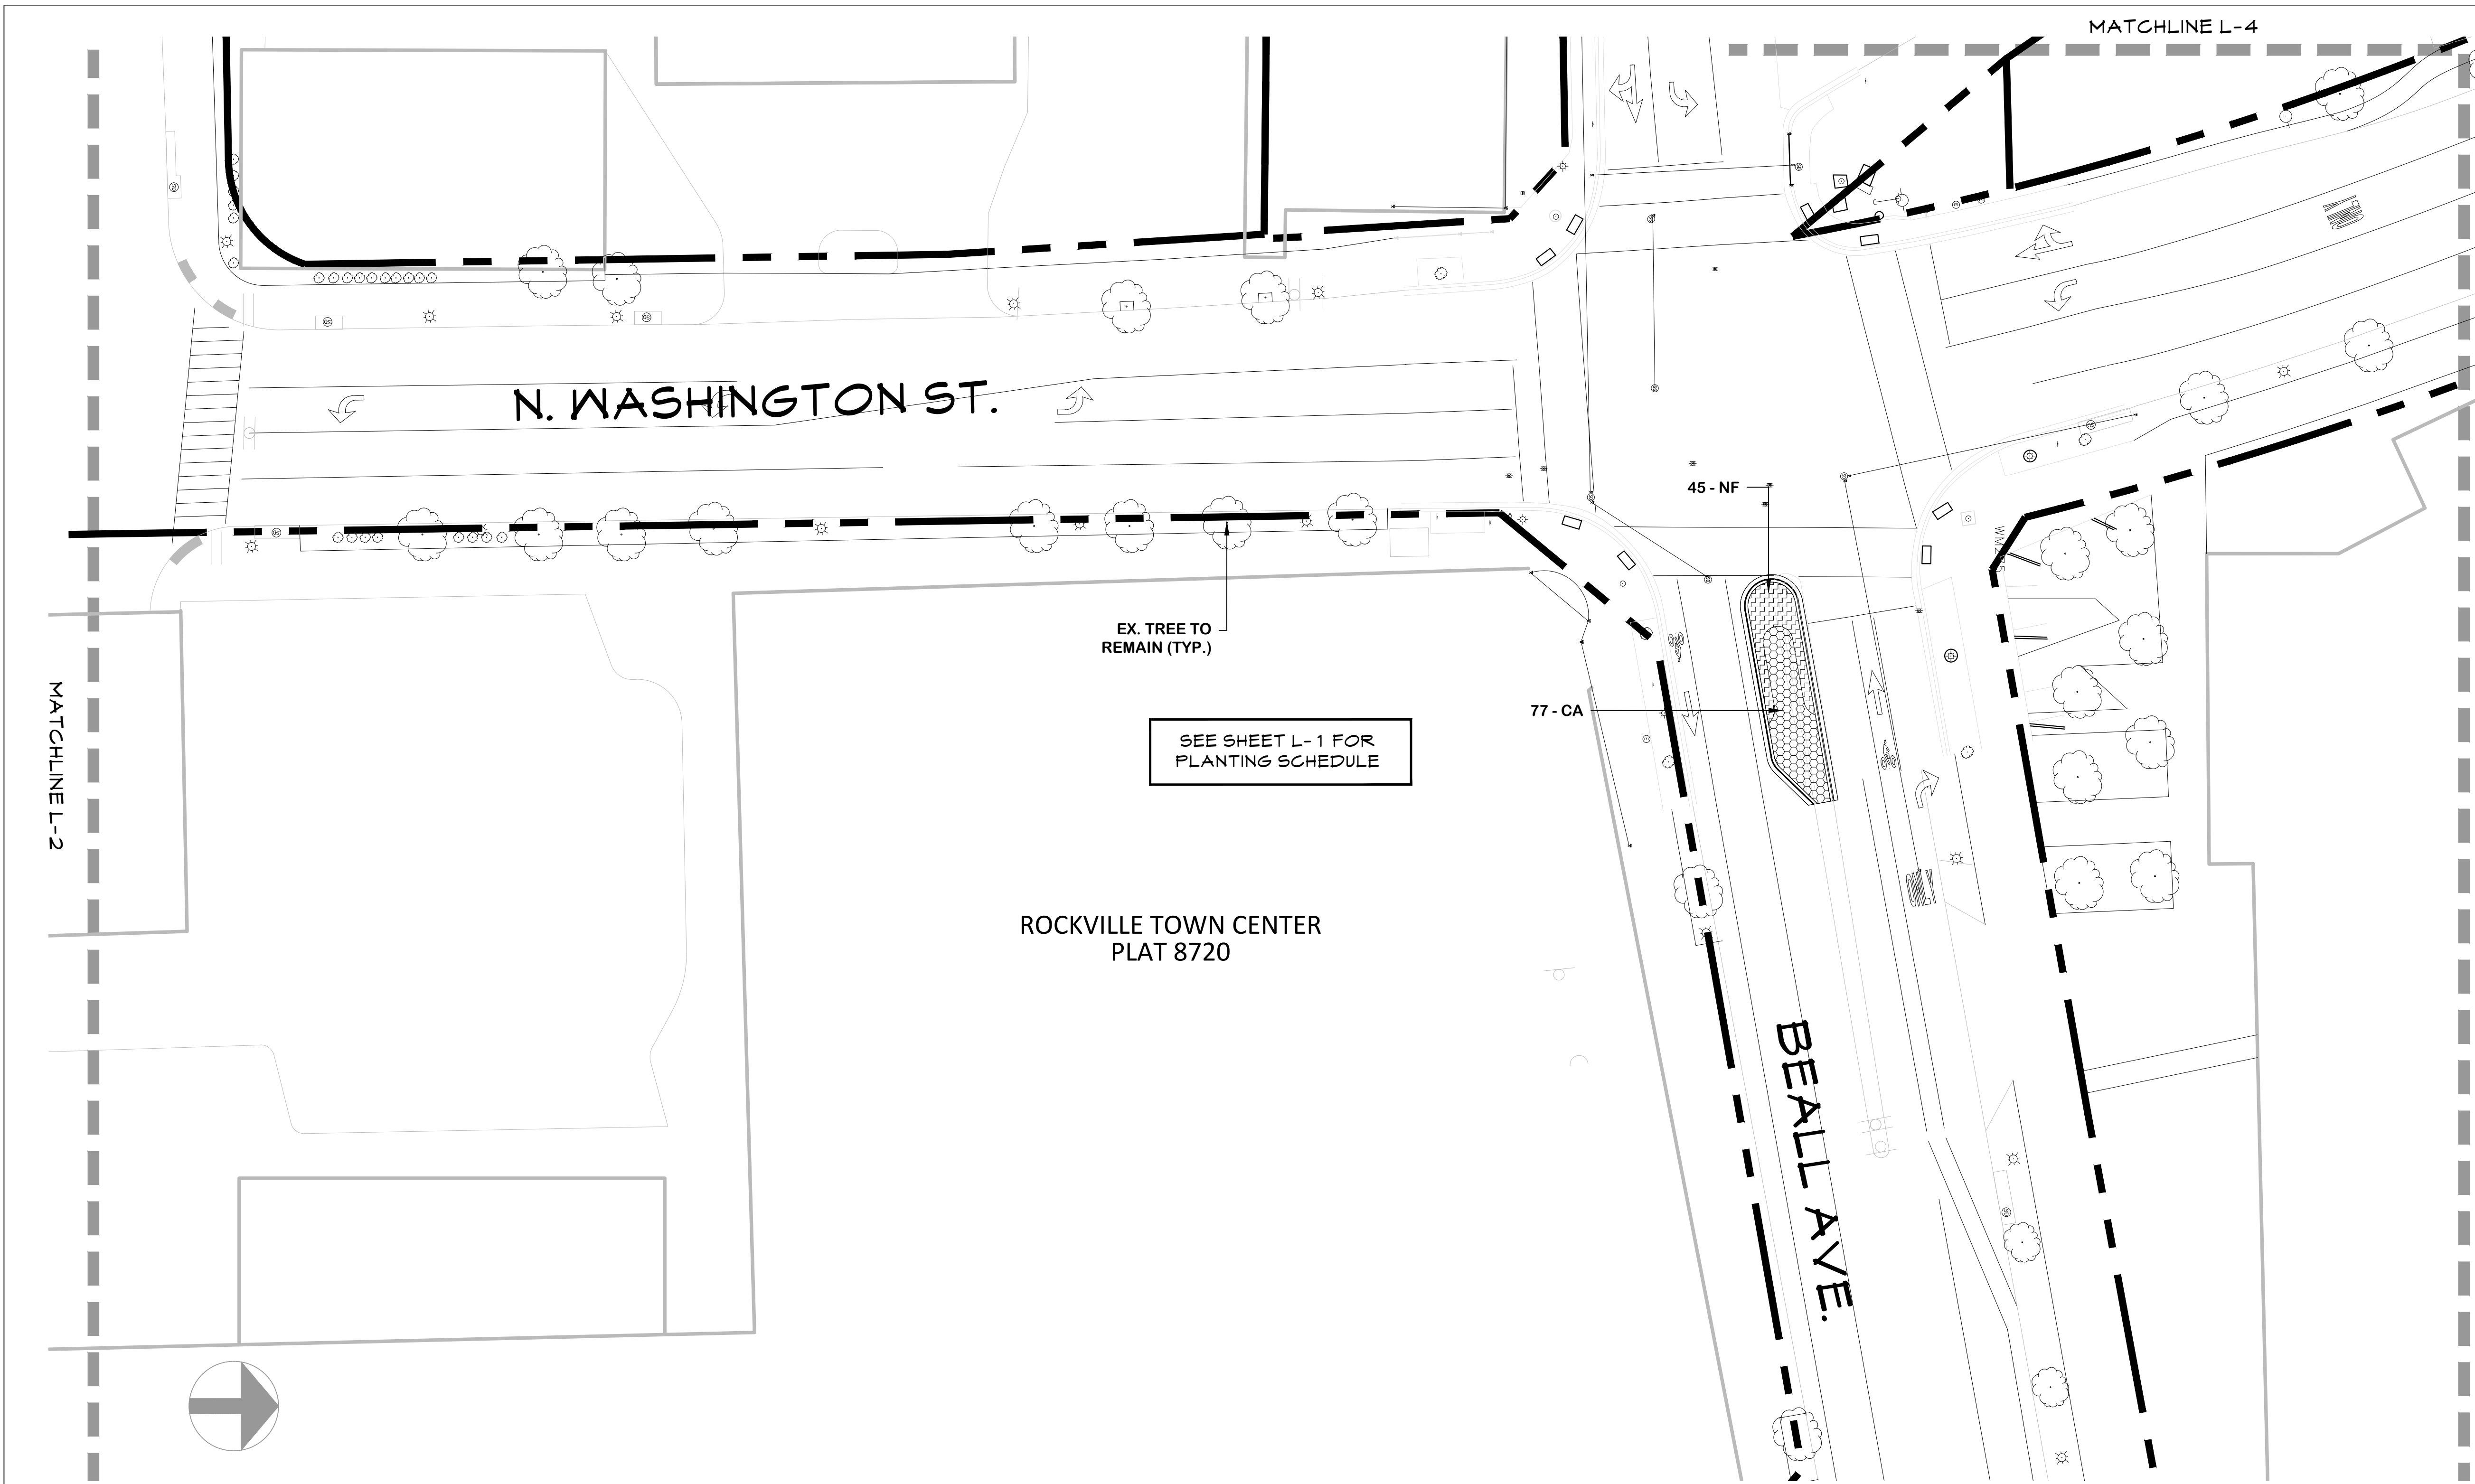 MATCHLINE L-4
N. WASHINGTON ST.
45 - NF
EX. TREE TO
REMAIN (TYP.)
77 - CA
MATCHLINE L-2
SEE SHEET L-1 FOR
PLANTING SCHEDULE
ONLY
ONLY
ROCKVILLE TOWN CENTER
PLAT 8720
BEALL AVE.